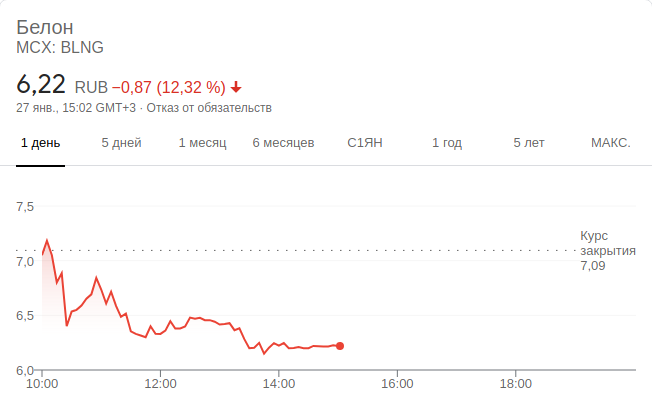 Белон
MCX: BLNG
6,22 RUB −0,87 (12,32 %)
27 янв., 15:02 GMT+3 · Отказ от обязательств
1 день 5 дней 1 месяц 6 месяцев С1ЯН 1 год 5 лет МАКС.
7,5
Курс
закрытия
7,09
7,0
6,5
6,0
10:00 12:00 14:00 16:00 18:00